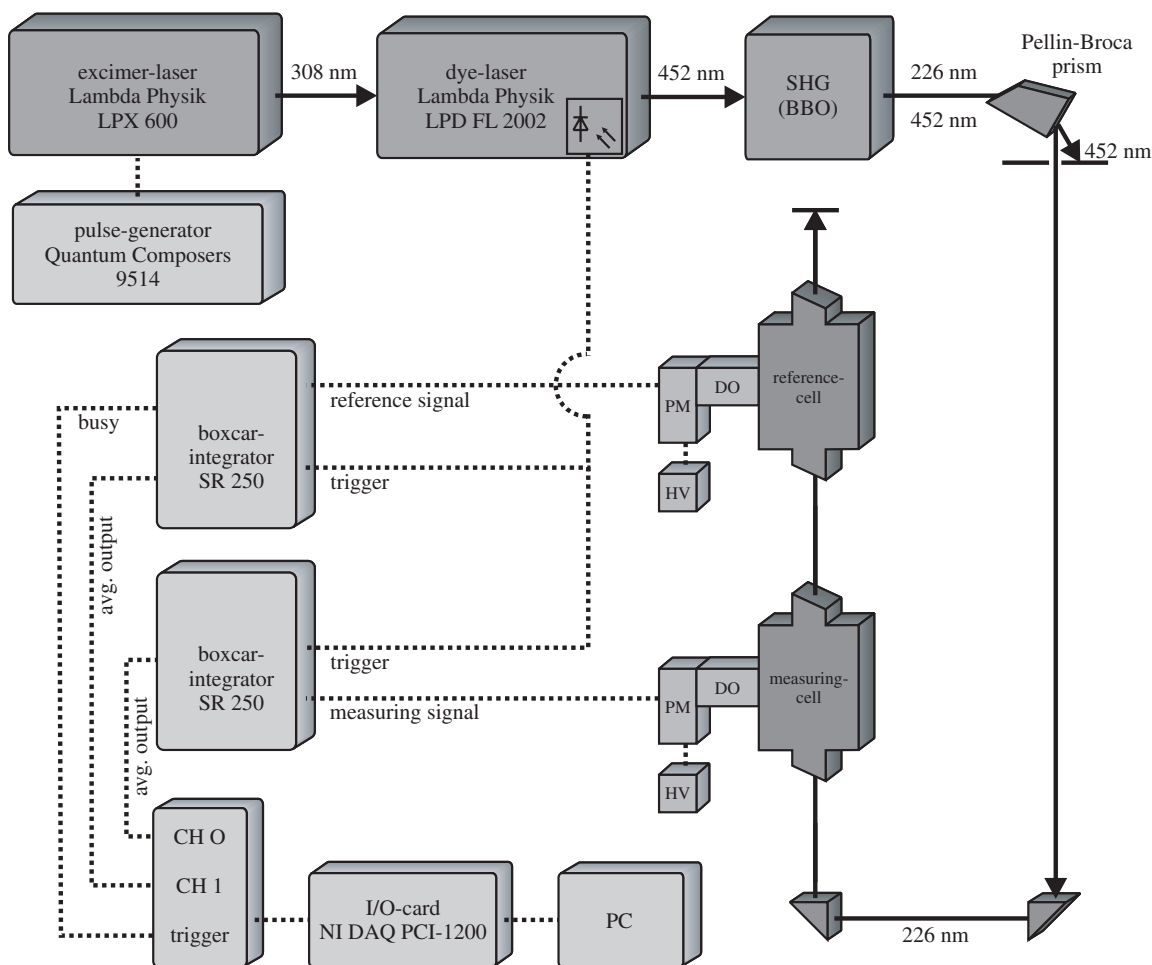 excimer-laser
Lambda Physik
LPX 600
308 nm
dye-laser
Lambda Physik
LPD FL 2002
452 nm
SHG
(BBO)
226 nm
452 nm
Pellin-Broca
prism
452 nm
pulse-generator
Quantum Composers
9514
boxcar-
integrator
SR 250
busy
avg. output
reference signal
trigger
PM
DO
HV
reference-
cell
boxcar-
integrator
SR 250
avg. output
trigger
measuring signal
PM
DO
HV
measuring-
cell
CH O
CH 1
trigger
I/O-card
NI DAQ PCI-1200
PC
226 nm